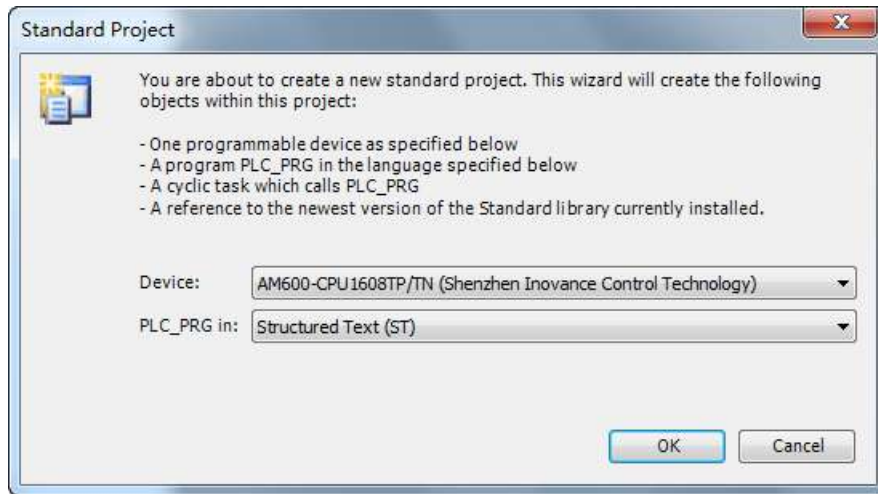 Standard Project
You are about to create a new standard project. This wizard will create the following
objects within this project:
- One programmable device as specified below
- A program PLC_PRG in the language specified below
- A cyclic task which calls PLC_PRG
- A reference to the newest version of the Standard library currently installed.
Device: AM600-CPU1608TP/TN (Shenzhen Inovance Control Technology)
PLC_PRG in: Structured Text (ST)
OK Cancel